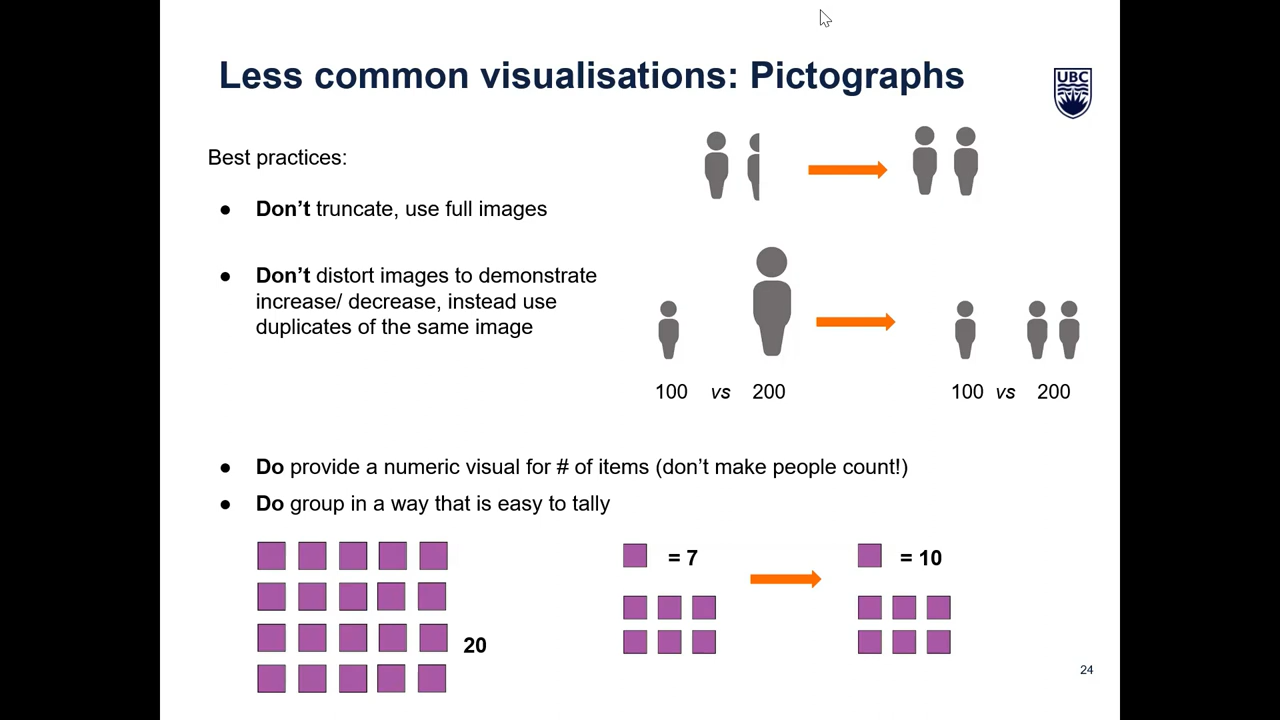 Less common visualisations: Pictographs
UBC
Best practices:
● Don't truncate, use full images
● Don't distort images to demonstrate
increase/ decrease, instead use
duplicates of the same image
100 vs 200
100 vs 200
● Do provide a numeric visual for # of items (don't make people count!)
● Do group in a way that is easy to tally
= 7
= 10
20
24